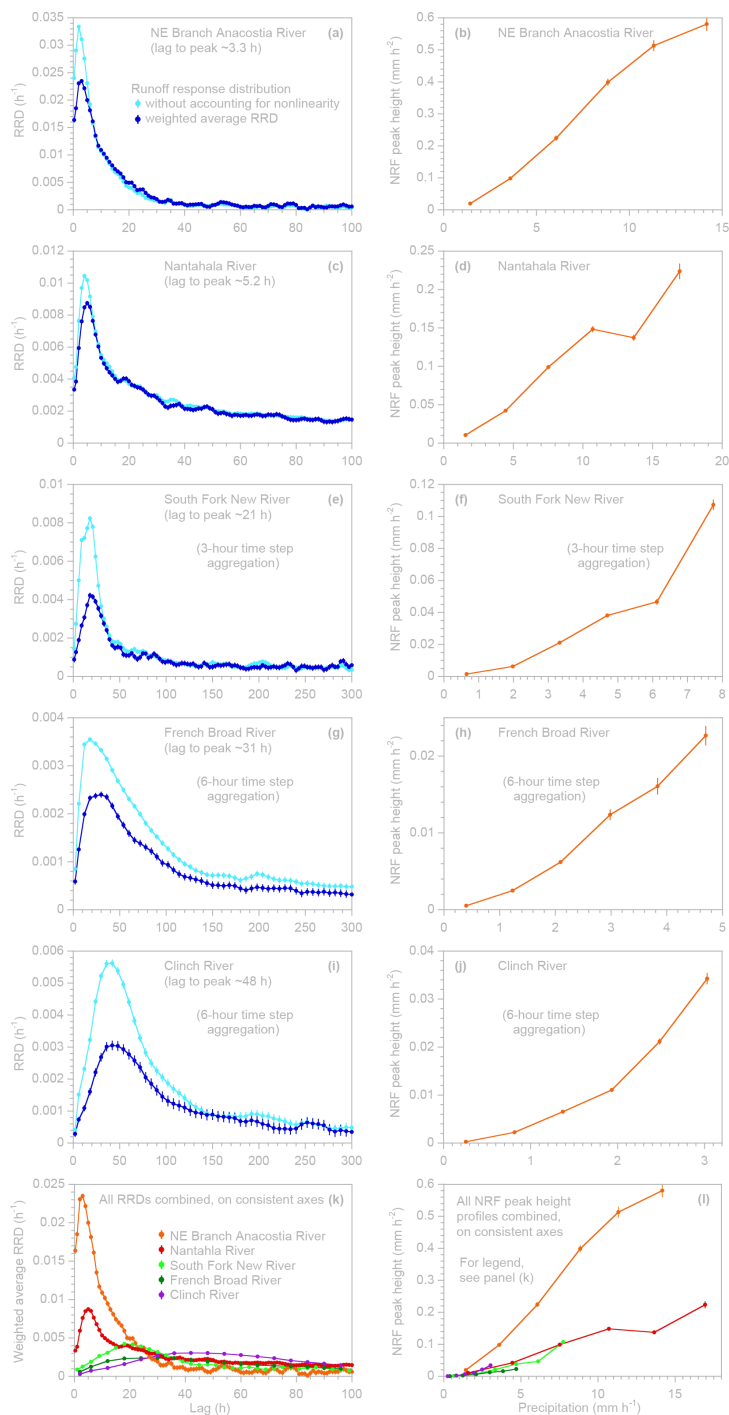 NE Branch Anacostia River (a)
(lag to peak ~3.3 h)
Runoff response distribution
without accounting for nonlinearity
weighted average RRD
RRD (h-1)
0.035
0.03
0.025
0.02
0.015
0.01
0.005
0
0 20 40 60 80 100
(b) NE Branch Anacostia River
NRF peak height (mm h-2)
0.6
0.5
0.4
0.3
0.2
0.1
0
0 5 10 15
Nantahala River (c)
(lag to peak ~5.2 h)
RRD (h-1)
0.012
0.01
0.008
0.006
0.004
0.002
0
0 20 40 60 80 100
(d) Nantahala River
NRF peak height (mm h-2)
0.25
0.2
0.15
0.1
0.05
0
0 5 10 15 20
South Fork New River (e)
(lag to peak ~21 h)
(3-hour time step
aggregation)
RRD (h-1)
0.01
0.008
0.006
0.004
0.002
0
0 50 100 150 200 250 300
(f) South Fork New River
(3-hour time step
aggregation)
NRF peak height (mm h-2)
0.12
0.1
0.08
0.06
0.04
0.02
0
0 1 2 3 4 5 6 7 8
French Broad River (g)
(lag to peak ~31 h)
(6-hour time step
aggregation)
RRD (h-1)
0.004
0.003
0.002
0.001
0
0 50 100 150 200 250 300
(h) French Broad River
(6-hour time step
aggregation)
NRF peak height (mm h-2)
0.02
0.01
0
0 1 2 3 4 5
Clinch River (i)
(lag to peak ~48 h)
(6-hour time step
aggregation)
RRD (h-1)
0.006
0.005
0.004
0.003
0.002
0.001
0
0 50 100 150 200 250 300
(j) Clinch River
(6-hour time step
aggregation)
NRF peak height (mm h-2)
0.04
0.03
0.02
0.01
0
0 1 2 3
All RRDs combined, on consistent axes (k)
NE Branch Anacostia River
Nantahla River
South Fork New River
French Broad River
Clinch River
Weighted average RRD (h-1)
0.025
0.02
0.015
0.01
0.005
0
0 20 40 60 80 100
Lag (h)
All NRF peak height (l)
profiles combined,
on consistent axes
For legend,
see panel (k)
NRF peak height (mm h-2)
0.6
0.5
0.4
0.3
0.2
0.1
0
0 5 10 15
Precipitation (mm h-1)